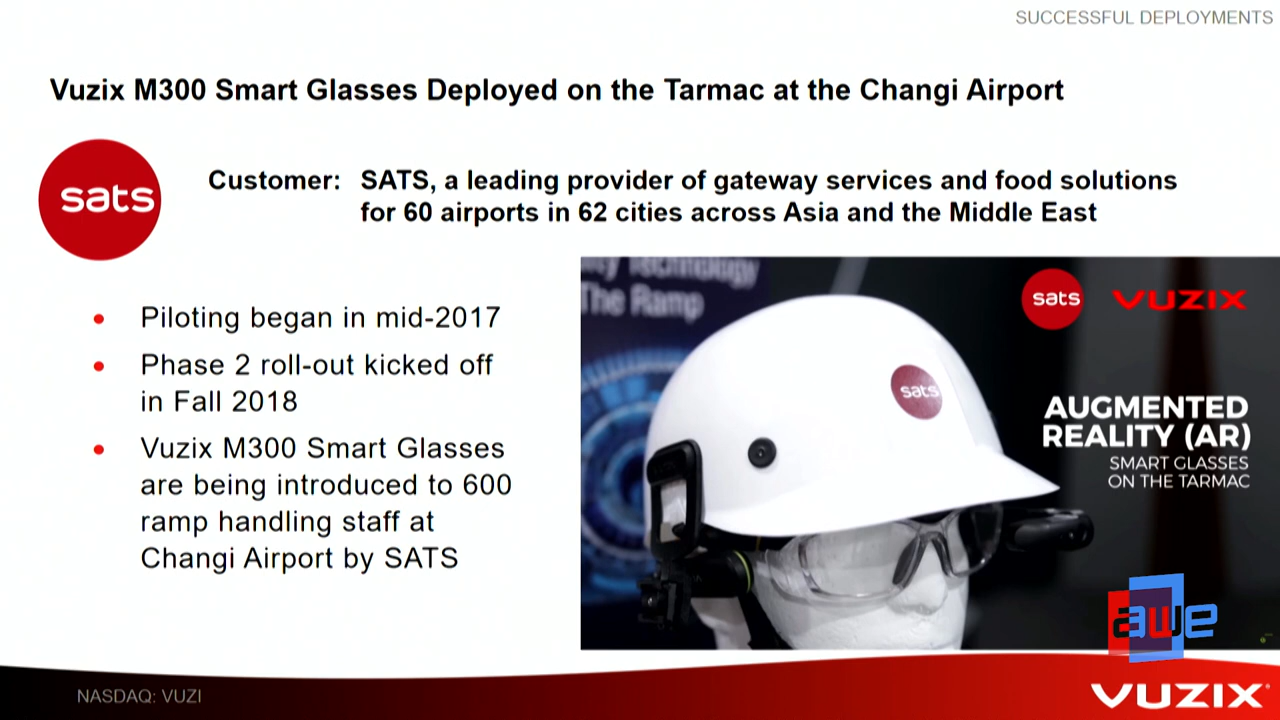 SUCCESSFUL DEPLOYMENTS
Vuzix M300 Smart Glasses Deployed on the Tarmac at the Changi Airport
sats
Customer: SATS, a leading provider of gateway services and food solutions
for 60 airports in 62 cities across Asia and the Middle East
• Piloting began in mid-2017
• Phase 2 roll-out kicked off
in Fall 2018
• Vuzix M300 Smart Glasses
are being introduced to 600
ramp handling staff at
Changi Airport by SATS
Technology
The Ramp
sats VUZIX
sats
AUGMENTED
REALITY (AR)
SMART GLASSES
ON THE TARMAC
awe
NASDAQ: VUZI
VUZIX®